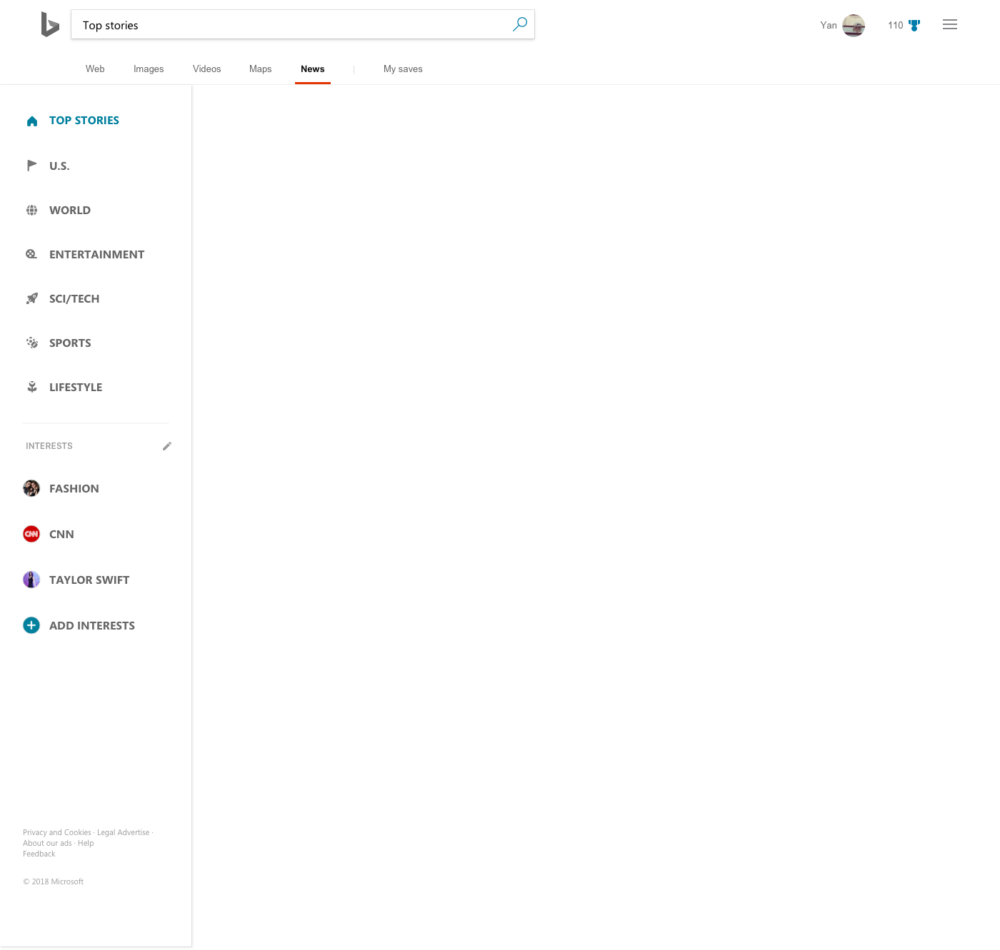 Top stories
Yan
110
Web Images Videos Maps News | My saves
TOP STORIES
U.S.
WORLD
ENTERTAINMENT
SCI/TECH
SPORTS
LIFESTYLE
INTERESTS
FASHION
CNN
CNN
TAYLOR SWIFT
ADD INTERESTS
Privacy and Cookies · Legal Advertise ·
About our ads · Help
Feedback
© 2018 Microsoft